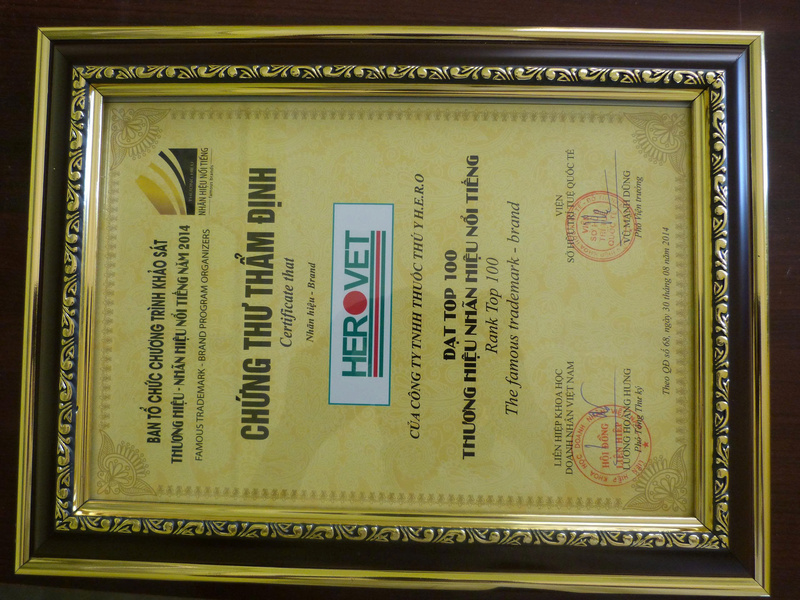 BAN TỔ CHỨC CHƯƠNG TRÌNH KHẢO SÁT
THƯƠNG HIỆU - NHÃN HIỆU NỔI TIẾNG NĂM 2014
FAMOUS TRADEMARK - BRAND PROGRAM ORGANIZERS
NHÃN HIỆU NỔI TIẾNG
CHỨNG THƯ THẨM ĐỊNH
Certificate that
Nhãn hiệu - Brand
HEROVET
CỦA CÔNG TY TNHH THUỐC THÚ Y H.E.R.O
ĐẠT TOP 100
THƯƠNG HIỆU NHÃN HIỆU NỔI TIẾNG
Rank Top 100
The famous trademark - brand
LIÊN HIỆP KHOA HỌC
DOANH NHÂN VIỆT NAM
HỘI ĐỒNG
LƯƠNG HOÀNG HƯNG
Phó Tổng Thư ký
VIỆN
SỞ HỮU TRÍ TUỆ QUỐC TẾ
VIỆN
VŨ MẠNH DŨNG
Phó Viện trưởng
Theo QĐ số 68, ngày 30 tháng 08 năm 2014